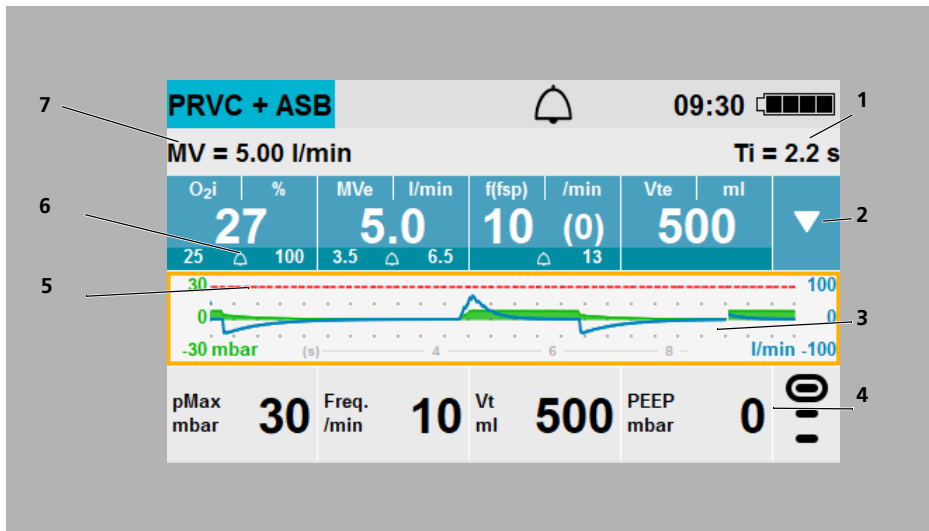 PRVC + ASB 09:30
7 1
MV = 5.00 l/min Ti = 2.2 s
O₂i % MVe l/min f(fsp) /min Vte ml
6 27 5.0 10 (0) 500 2
25 100 3.5 6.5 13
5 30 100
0 0 3
-30 mbar (s) 4 6 8 l/min -100
pMax mbar 30 Freq. /min 10 Vt ml 500 PEEP mbar 0 4